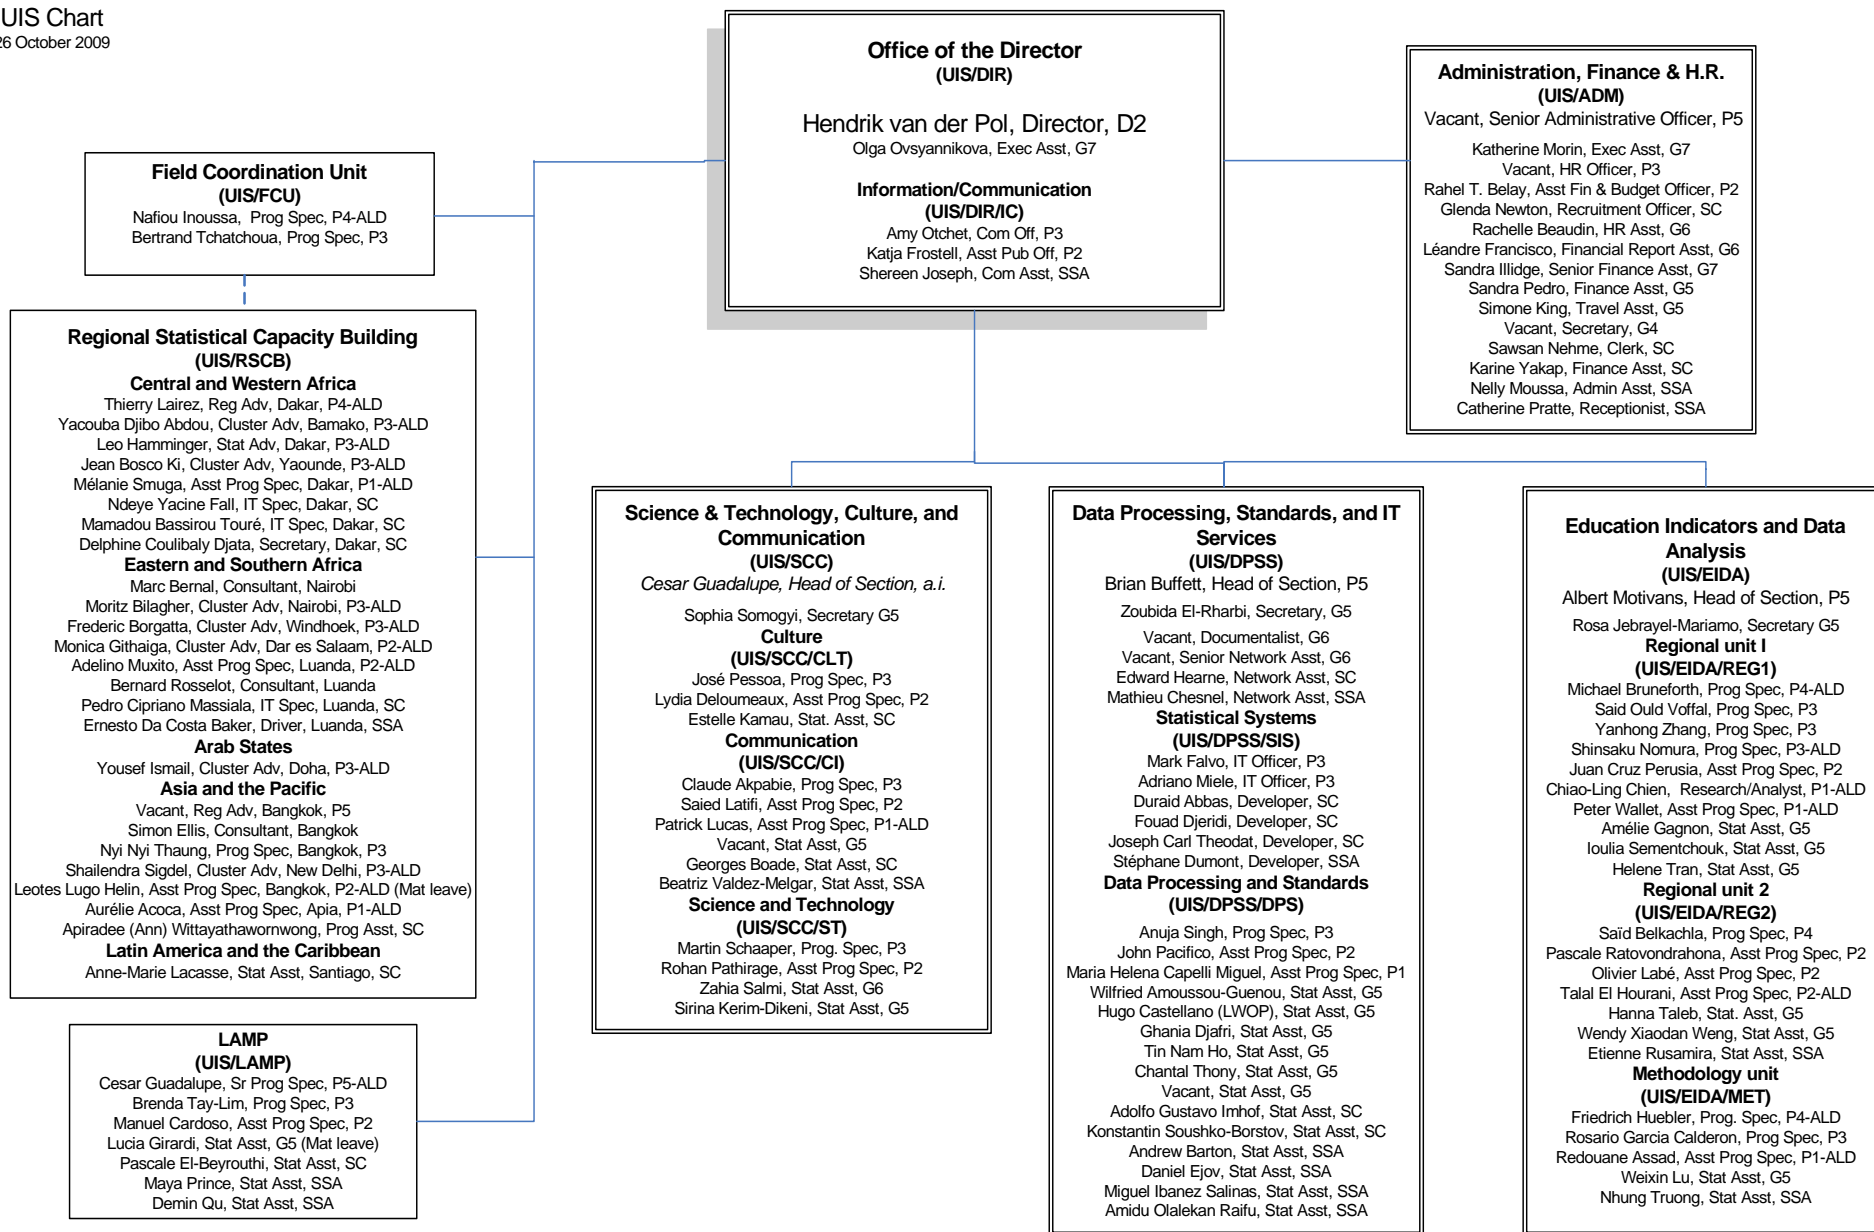 UIS Chart
26 October 2009
Office of the Director
(UIS/DIR)
Hendrik van der Pol, Director, D2
Olga Ovsyannikova, Exec Asst, G7
Information/Communication
(UIS/DIR/IC)
Amy Otchet, Com Off, P3
Katja Frostell, Asst Pub Off, P2
Shereen Joseph, Com Asst, SSA
Administration, Finance & H.R.
(UIS/ADM)
Vacant, Senior Administrative Officer, P5
Katherine Morin, Exec Asst, G7
Vacant, HR Officer, P3
Rahel T. Belay, Asst Fin & Budget Officer, P2
Glenda Newton, Recruitment Officer, SC
Rachelle Beaudin, HR Asst, G6
Léandre Francisco, Financial Report Asst, G6
Sandra Illidge, Senior Finance Asst, G7
Sandra Pedro, Finance Asst, G5
Simone King, Travel Asst, G5
Vacant, Secretary, G4
Sawsan Nehme, Clerk, SC
Karine Yakap, Finance Asst, SC
Nelly Moussa, Admin Asst, SSA
Catherine Pratte, Receptionist, SSA
Field Coordination Unit
(UIS/FCU)
Nafiou Inoussa, Prog Spec, P4-ALD
Bertrand Tchatchoua, Prog Spec, P3
Regional Statistical Capacity Building
(UIS/RSCB)
Central and Western Africa
Thierry Lairez, Reg Adv, Dakar, P4-ALD
Yacouba Djibo Abdou, Cluster Adv, Bamako, P3-ALD
Leo Hamminger, Stat Adv, Dakar, P3-ALD
Jean Bosco Ki, Cluster Adv, Yaounde, P3-ALD
Mélanie Smuga, Asst Prog Spec, Dakar, P1-ALD
Ndeye Yacine Fall, IT Spec, Dakar, SC
Mamadou Bassirou Touré, IT Spec, Dakar, SC
Delphine Coulibaly Djata, Secretary, Dakar, SC
Eastern and Southern Africa
Marc Bernal, Consultant, Nairobi
Moritz Bilagher, Cluster Adv, Nairobi, P3-ALD
Frederic Borgatta, Cluster Adv, Windhoek, P3-ALD
Monica Githaiga, Cluster Adv, Dar es Salaam, P2-ALD
Adelino Muxito, Asst Prog Spec, Luanda, P2-ALD
Bernard Rosselot, Consultant, Luanda
Pedro Cipriano Massiala, IT Spec, Luanda, SC
Ernesto Da Costa Baker, Driver, Luanda, SSA
Arab States
Yousef Ismail, Cluster Adv, Doha, P3-ALD
Asia and the Pacific
Vacant, Reg Adv, Bangkok, P5
Simon Ellis, Consultant, Bangkok
Nyi Nyi Thaung, Prog Spec, Bangkok, P3
Shailendra Sigdel, Cluster Adv, New Delhi, P3-ALD
Leotes Lugo Helin, Asst Prog Spec, Bangkok, P2-ALD (Mat leave)
Aurélie Acoca, Asst Prog Spec, Apia, P1-ALD
Apiradee (Ann) Wittayathawornwong, Prog Asst, SC
Latin America and the Caribbean
Anne-Marie Lacasse, Stat Asst, Santiago, SC
LAMP
(UIS/LAMP)
Cesar Guadalupe, Sr Prog Spec, P5-ALD
Brenda Tay-Lim, Prog Spec, P3
Manuel Cardoso, Asst Prog Spec, P2
Lucia Girardi, Stat Asst, G5 (Mat leave)
Pascale El-Beyrouthi, Stat Asst, SC
Maya Prince, Stat Asst, SSA
Demin Qu, Stat Asst, SSA
Science & Technology, Culture, and
Communication
(UIS/SCC)
Cesar Guadalupe, Head of Section, a.i.
Sophia Somogyi, Secretary G5
Culture
(UIS/SCC/CLT)
José Pessoa, Prog Spec, P3
Lydia Deloumeaux, Asst Prog Spec, P2
Estelle Kamau, Stat. Asst, SC
Communication
(UIS/SCC/CI)
Claude Akpabie, Prog Spec, P3
Saied Latifi, Asst Prog Spec, P2
Patrick Lucas, Asst Prog Spec, P1-ALD
Vacant, Stat Asst, G5
Georges Boade, Stat Asst, SC
Beatriz Valdez-Melgar, Stat Asst, SSA
Science and Technology
(UIS/SCC/ST)
Martin Schaaper, Prog. Spec, P3
Rohan Pathirage, Asst Prog Spec, P2
Zahia Salmi, Stat Asst, G6
Sirina Kerim-Dikeni, Stat Asst, G5
Data Processing, Standards, and IT
Services
(UIS/DPSS)
Brian Buffett, Head of Section, P5
Zoubida El-Rharbi, Secretary, G5
Vacant, Documentalist, G6
Vacant, Senior Network Asst, G6
Edward Hearne, Network Asst, SC
Mathieu Chesnel, Network Asst, SSA
Statistical Systems
(UIS/DPSS/SIS)
Mark Falvo, IT Officer, P3
Adriano Miele, IT Officer, P3
Duraid Abbas, Developer, SC
Fouad Djeridi, Developer, SC
Joseph Carl Theodat, Developer, SC
Stéphane Dumont, Developer, SSA
Data Processing and Standards
(UIS/DPSS/DPS)
Anuja Singh, Prog Spec, P3
John Pacifico, Asst Prog Spec, P2
Maria Helena Capelli Miguel, Asst Prog Spec, P1
Wilfried Amoussou-Guenou, Stat Asst, G5
Hugo Castellano (LWOP), Stat Asst, G5
Ghania Djafri, Stat Asst, G5
Tin Nam Ho, Stat Asst, G5
Chantal Thony, Stat Asst, G5
Vacant, Stat Asst, G5
Adolfo Gustavo Imhof, Stat Asst, SC
Konstantin Soushko-Borstov, Stat Asst, SC
Andrew Barton, Stat Asst, SSA
Daniel Ejov, Stat Asst, SSA
Miguel Ibanez Salinas, Stat Asst, SSA
Amidu Olalekan Raifu, Stat Asst, SSA
Education Indicators and Data
Analysis
(UIS/EIDA)
Albert Motivans, Head of Section, P5
Rosa Jebrayel-Mariamo, Secretary G5
Regional unit I
(UIS/EIDA/REG1)
Michael Bruneforth, Prog Spec, P4-ALD
Said Ould Voffal, Prog Spec, P3
Yanhong Zhang, Prog Spec, P3
Shinsaku Nomura, Prog Spec, P3-ALD
Juan Cruz Perusia, Asst Prog Spec, P2
Chiao-Ling Chien, Research/Analyst, P1-ALD
Peter Wallet, Asst Prog Spec, P1-ALD
Amélie Gagnon, Stat Asst, G5
Ioulia Sementchouk, Stat Asst, G5
Helene Tran, Stat Asst, G5
Regional unit 2
(UIS/EIDA/REG2)
Saïd Belkachla, Prog Spec, P4
Pascale Ratovondrahona, Asst Prog Spec, P2
Olivier Labé, Asst Prog Spec, P2
Talal El Hourani, Asst Prog Spec, P2-ALD
Hanna Taleb, Stat. Asst, G5
Wendy Xiaodan Weng, Stat Asst, G5
Etienne Rusamira, Stat Asst, SSA
Methodology unit
(UIS/EIDA/MET)
Friedrich Huebler, Prog. Spec, P4-ALD
Rosario Garcia Calderon, Prog Spec, P3
Redouane Assad, Asst Prog Spec, P1-ALD
Weixin Lu, Stat Asst, G5
Nhung Truong, Stat Asst, SSA